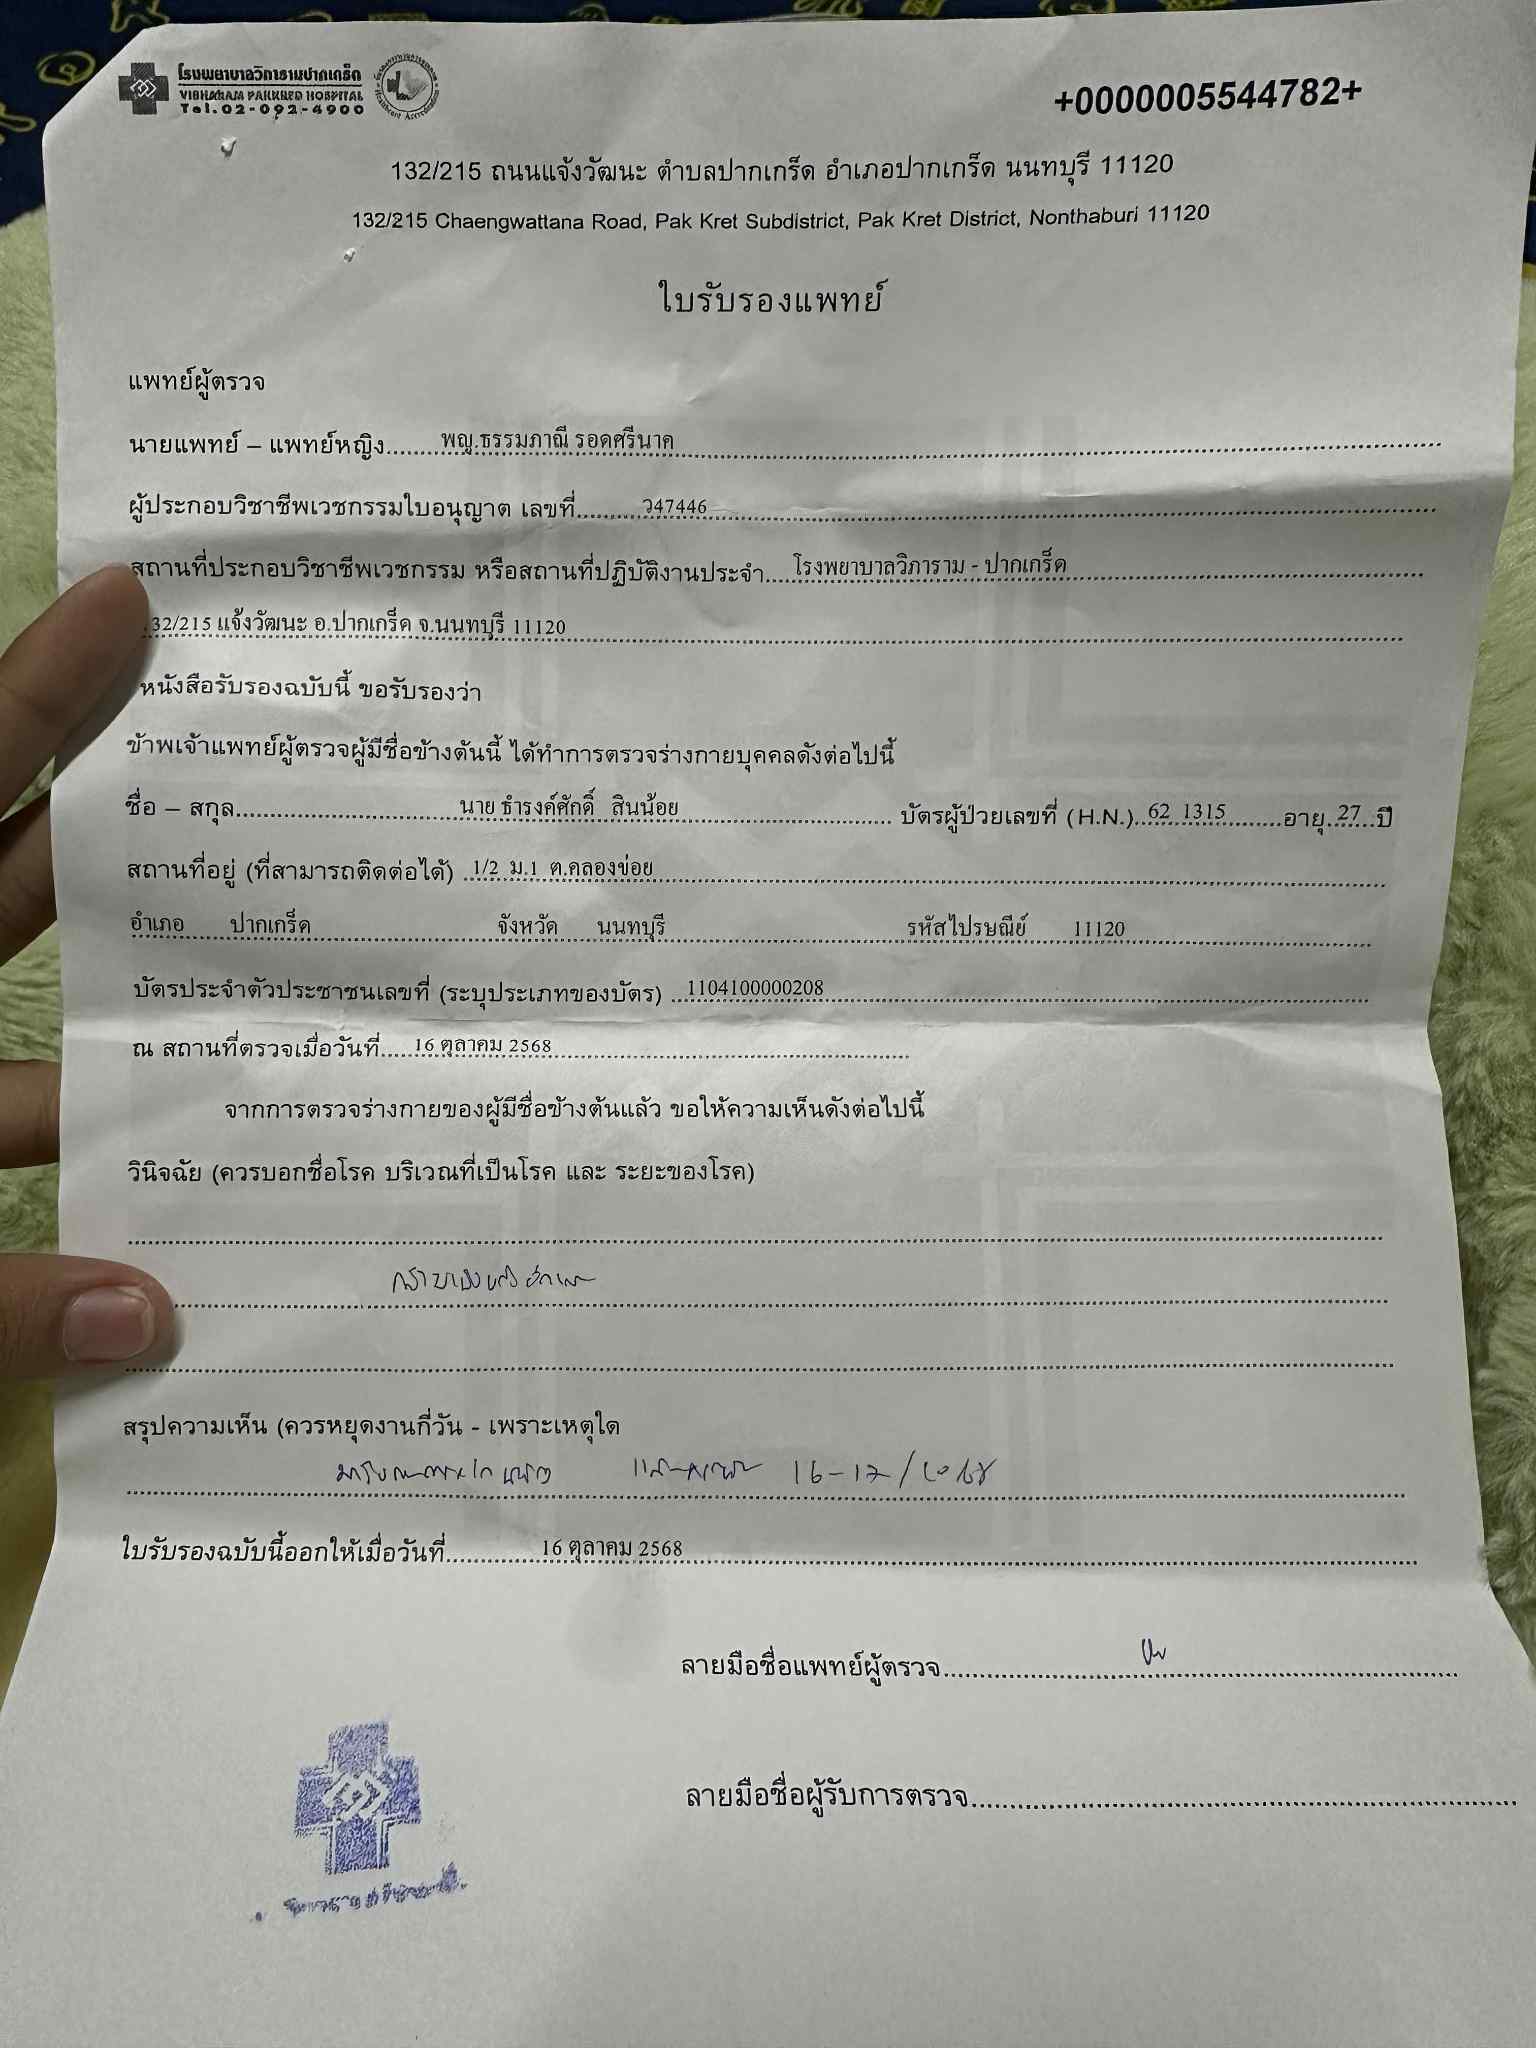 โรงพยาบาลวิภารามปากเกร็ด
VIBHARAM PAKKRED HOSPITAL
Tel.02-092-4900
+0000005544782+
132/215 ถนนแจ้งวัฒนะ ตำบลปากเกร็ด อำเภอปากเกร็ด นนทบุรี 11120
132/215 Chaengwattana Road, Pak Kret Subdistrict, Pak Kret District, Nonthaburi 11120
ใบรับรองแพทย์
แพทย์ผู้ตรวจ
นายแพทย์ – แพทย์หญิง พญ.ธรรมภาณี รอดศรีนาค
ผู้ประกอบวิชาชีพเวชกรรมใบอนุญาต เลขที่ ว47446
สถานที่ประกอบวิชาชีพเวชกรรม หรือสถานที่ปฏิบัติงานประจำ โรงพยาบาลวิภาราม - ปากเกร็ด
132/215 แจ้งวัฒนะ อ.ปากเกร็ด จ.นนทบุรี 11120
หนังสือรับรองฉบับนี้ ขอรับรองว่า
ข้าพเจ้าแพทย์ผู้ตรวจผู้มีชื่อข้างต้นนี้ ได้ทำการตรวจร่างกายบุคคลดังต่อไปนี้
ชื่อ – สกุล นาย ธำรงค์ศักดิ์ สินน้อย บัตรผู้ป่วยเลขที่ (H.N.) 62 1315 อายุ 27 ปี
สถานที่อยู่ (ที่สามารถติดต่อได้) 1/2 ม.1 ต.คลองข่อย
อำเภอ ปากเกร็ด จังหวัด นนทบุรี รหัสไปรษณีย์ 11120
บัตรประจำตัวประชาชนเลขที่ (ระบุประเภทของบัตร) 1104100000208
ณ สถานที่ตรวจเมื่อวันที่ 16 ตุลาคม 2568
จากการตรวจร่างกายของผู้มีชื่อข้างต้นแล้ว ขอให้ความเห็นดังต่อไปนี้
วินิจฉัย (ควรบอกชื่อโรค บริเวณที่เป็นโรค และ ระยะของโรค)
สรุปความเห็น (ควรหยุดงานกี่วัน - เพราะเหตุใด
16-17/10/68
ใบรับรองฉบับนี้ออกให้เมื่อวันที่ 16 ตุลาคม 2568
ลายมือชื่อแพทย์ผู้ตรวจ
ลายมือชื่อผู้รับการตรวจ